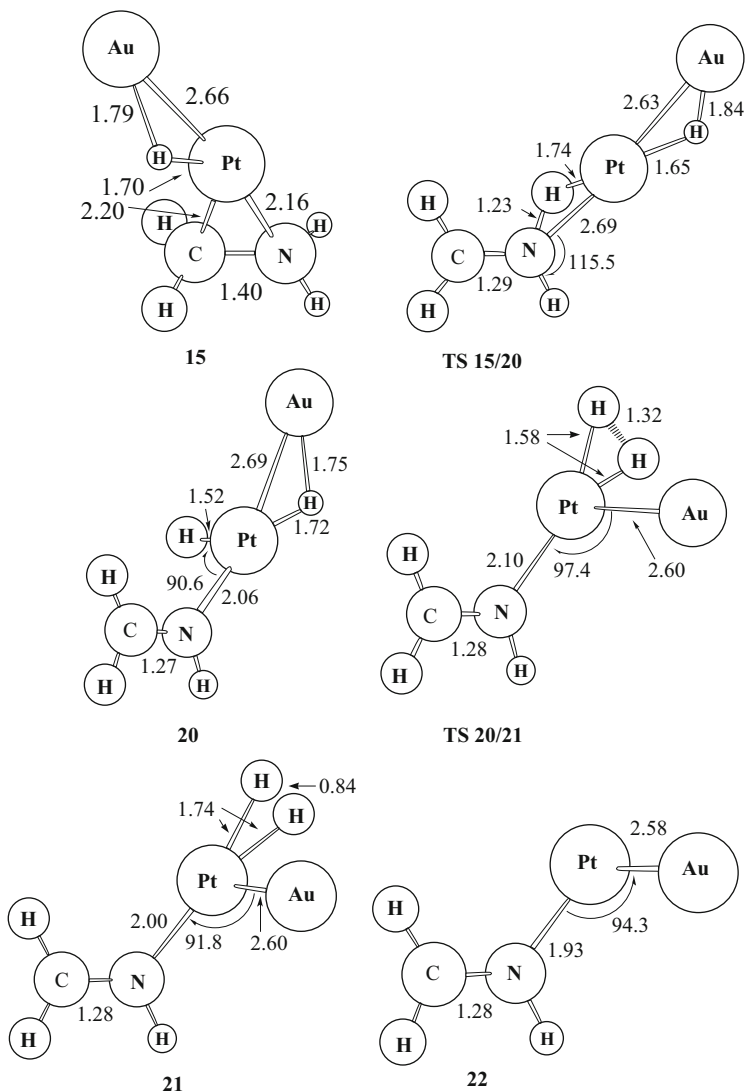 Au
1.79
2.66
H
Pt
1.70
2.20
2.16
H
H
C
N
H
1.40
H
15
Au
2.63
1.84
H
1.74
Pt
1.65
H
H
1.23
2.69
C
N
115.5
1.29
H
H
TS 15/20
Au
2.69
1.75
1.52
H
H
Pt
1.72
H
90.6
2.06
C
N
1.27
H
H
20
H
1.32
1.58
H
Pt
Au
H
2.10
97.4
2.60
C
N
1.28
H
H
TS 20/21
H
0.84
1.74
H
Pt
Au
H
2.00
91.8
2.60
C
N
1.28
H
H
21
2.58
Pt
Au
H
94.3
1.93
C
N
1.28
H
H
22